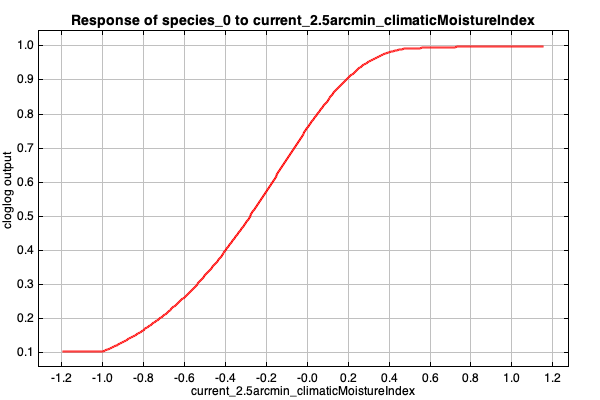 Response of species_0 to current_2.5arcmin_climaticMoistureIndex
1.0
0.9
0.8
0.7
0.6
0.5
0.4
0.3
0.2
0.1
cloglog output
-1.2 -1.0 -0.8 -0.6 -0.4 -0.2 -0.0 0.2 0.4 0.6 0.8 1.0 1.2
current_2.5arcmin_climaticMoistureIndex